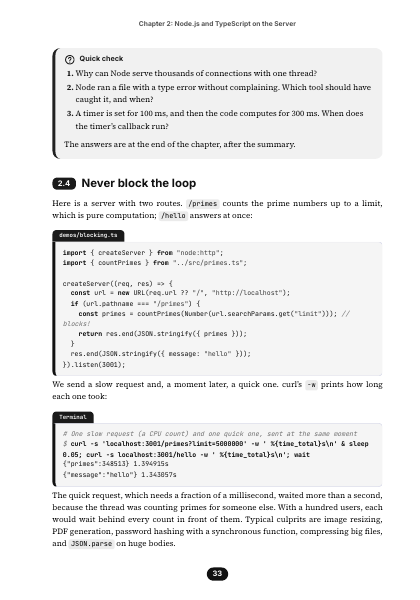 Chapter 2: Node.js and TypeScript on the Server
? Quick check
1. Why can Node serve thousands of connections with one thread?
2. Node ran a file with a type error without complaining. Which tool should have
caught it, and when?
3. A timer is set for 100 ms, and then the code computes for 300 ms. When does
the timer's callback run?
The answers are at the end of the chapter, after the summary.
2.4 Never block the loop
Here is a server with two routes. /primes counts the prime numbers up to a limit,
which is pure computation; /hello answers at once:
demos/blocking.ts
import { createServer } from "node:http";
import { countPrimes } from "../src/primes.ts";
createServer((req, res) => {
const url = new URL(req.url ?? "/", "http://localhost");
if (url.pathname === "/primes") {
const primes = countPrimes(Number(url.searchParams.get("limit"))); //
blocks!
return res.end(JSON.stringify({ primes }));
}
res.end(JSON.stringify({ message: "hello" }));
}).listen(3001);
We send a slow request and, a moment later, a quick one. curl's -w prints how long
each one took:
Terminal
# One slow request (a CPU count) and one quick one, sent at the same moment
$ curl -s 'localhost:3001/primes?limit=5000000' -w ' %{time_total}s\n' & sleep
0.05; curl -s localhost:3001/hello -w ' %{time_total}s\n'; wait
{"primes":348513} 1.394915s
{"message":"hello"} 1.343057s
The quick request, which needs a fraction of a millisecond, waited more than a second,
because the thread was counting primes for someone else. With a hundred users, each
would wait behind every count in front of them. Typical culprits are image resizing,
PDF generation, password hashing with a synchronous function, compressing big files,
and JSON.parse on huge bodies.
33